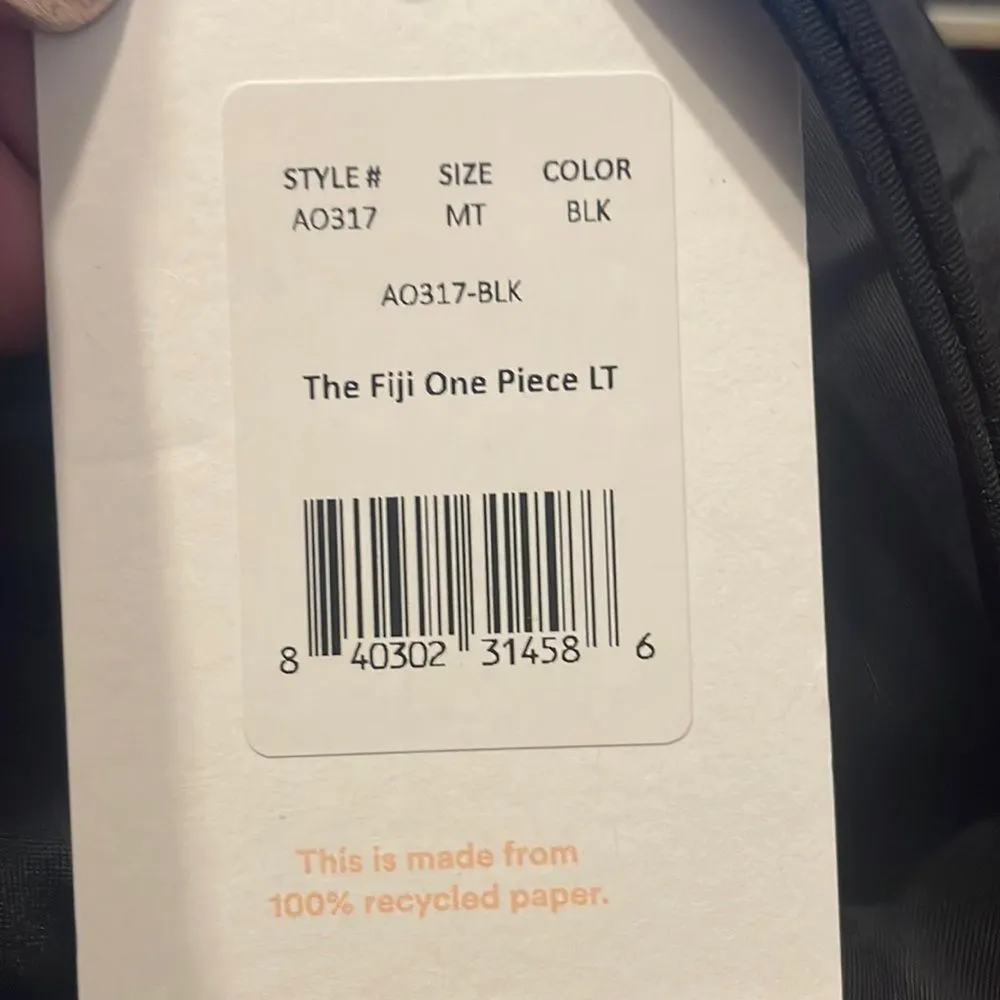 STYLE # SIZE COLOR
AO317 MT BLK
AO317-BLK
The Fiji One Piece LT
8 40302 31458 6
This is made from
100% recycled paper.